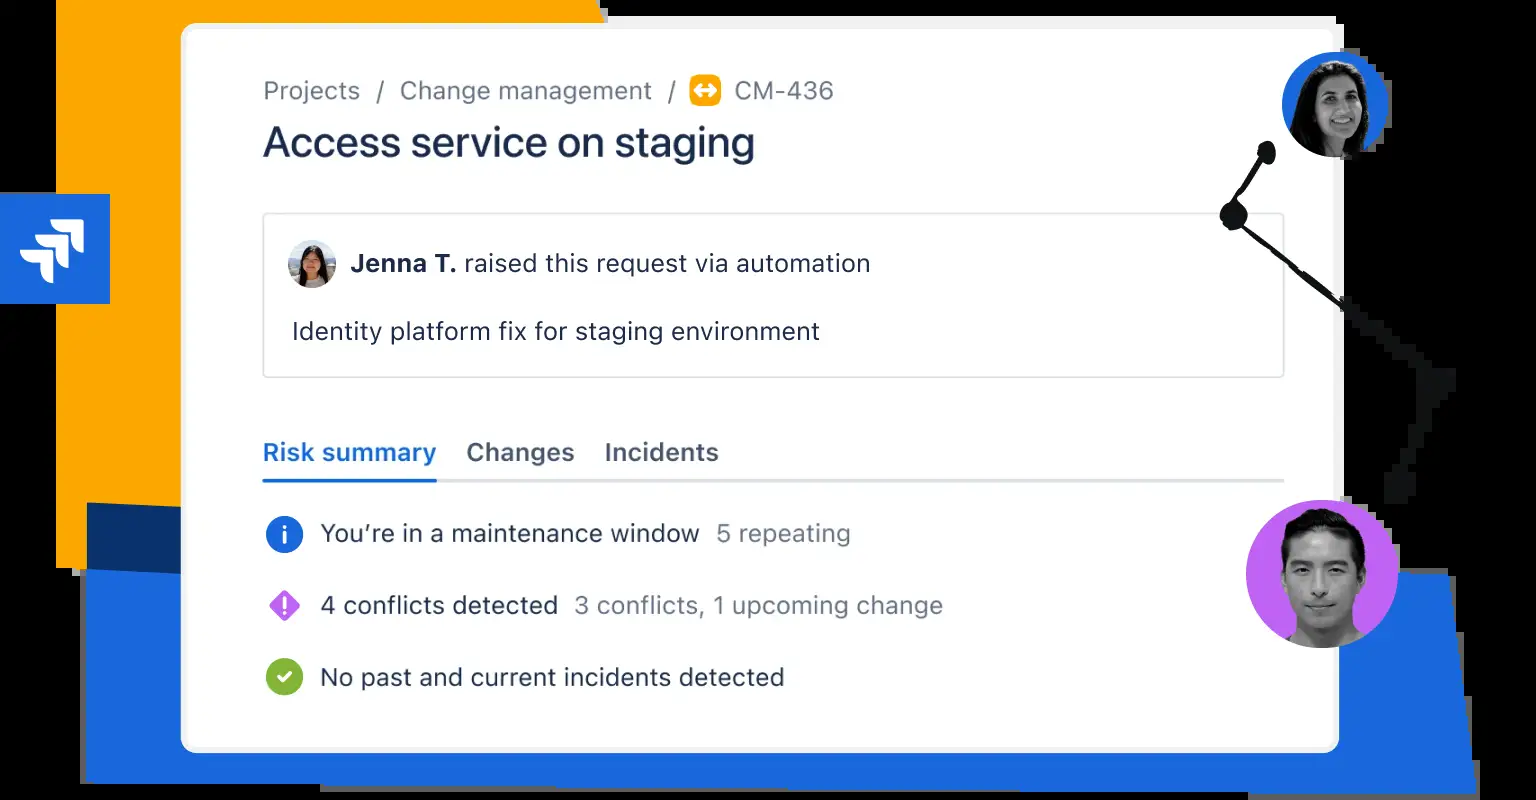 Projects / Change management / CM-436
Access service on staging
Jenna T. raised this request via automation
Identity platform fix for staging environment
Risk summary Changes Incidents
You’re in a maintenance window 5 repeating
4 conflicts detected 3 conflicts, 1 upcoming change
No past and current incidents detected